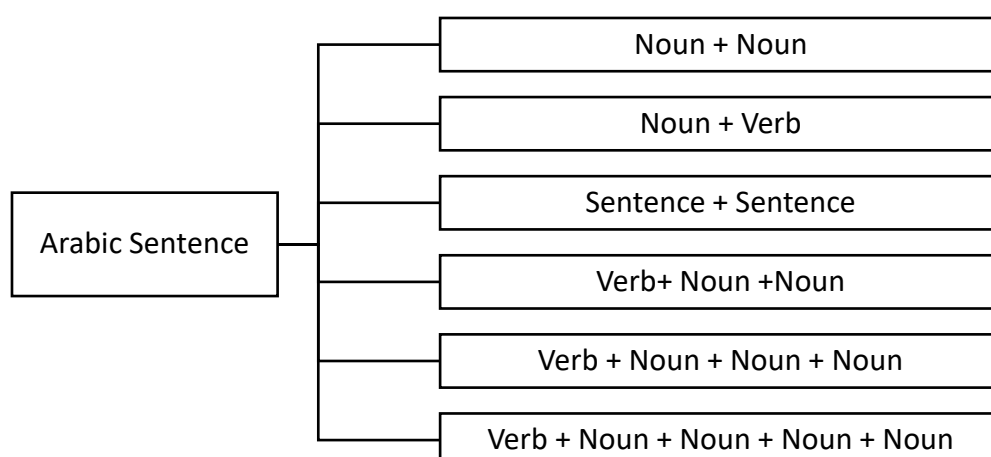 Noun + Noun
Noun + Verb
Sentence + Sentence
Arabic Sentence
Verb+ Noun +Noun
Verb + Noun + Noun + Noun
Verb + Noun + Noun + Noun + Noun